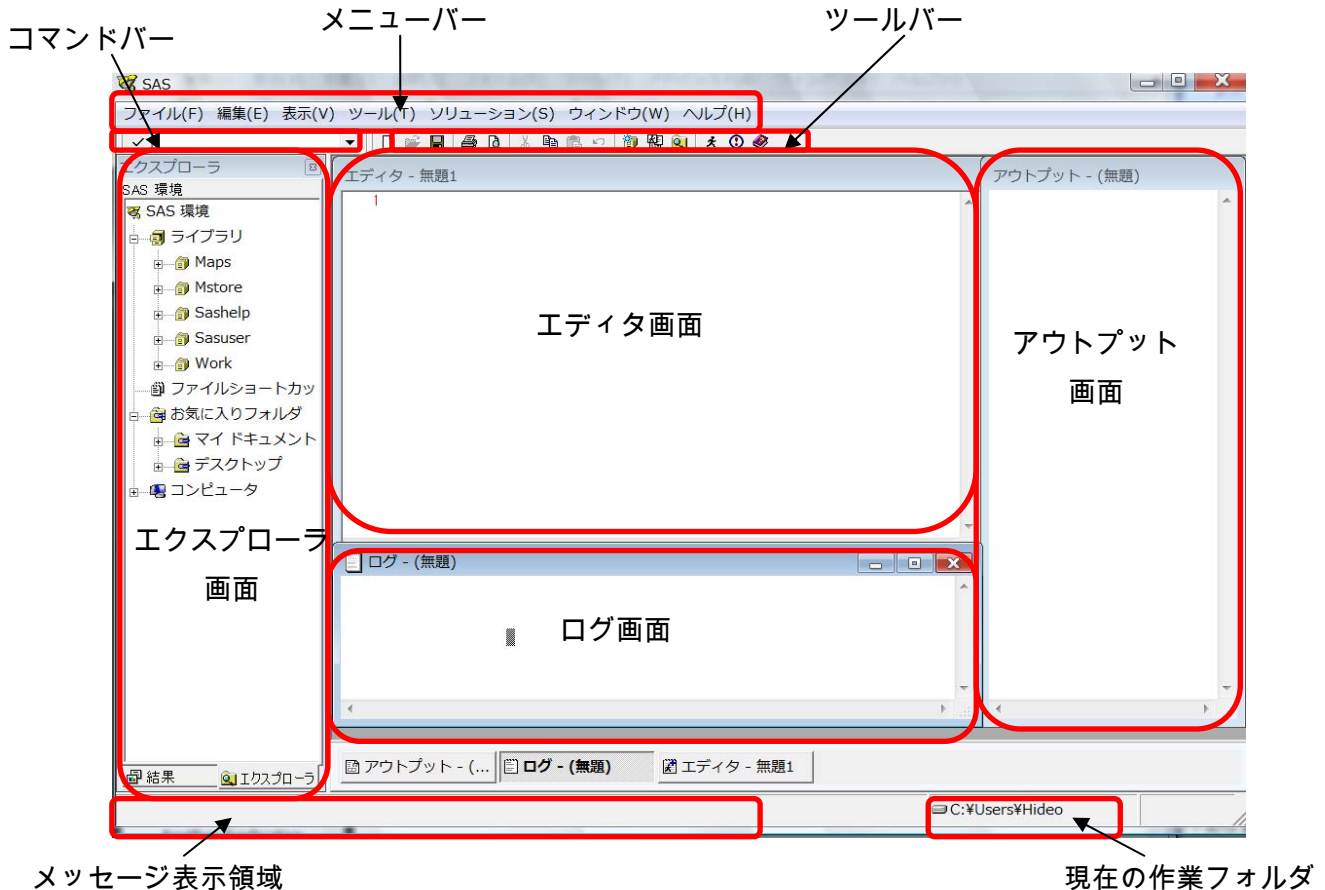 メニューバー
ツールバー
コマンドバー
SAS
ファイル(F) 編集(E) 表示(V) ツール(T) ソリューション(S) ウィンドウ(W) ヘルプ(H)
エクスプローラ
エディタ - 無題1
アウトプット - (無題)
SAS 環境
1
SAS 環境
ライブラリ
Maps
Mstore
Sashelp
Sasuser
Work
ファイルショートカッ
お気に入りフォルダ
マイ ドキュメント
デスクトップ
コンピュータ
エディタ画面
アウトプット
画面
エクスプローラ
画面
ログ - (無題)
ログ画面
結果
エクスプローラ
アウトプット - (...
ログ - (無題)
エディタ - 無題1
C:¥Users¥Hideo
メッセージ表示領域
現在の作業フォルダ